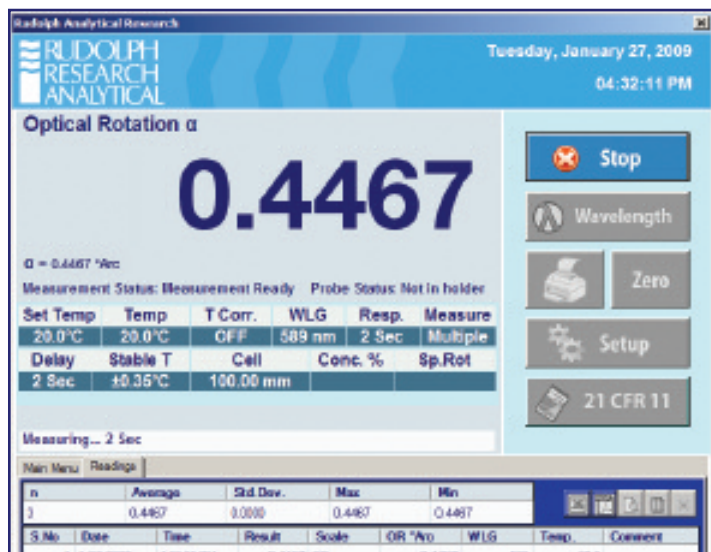 Rudolph Analytical Research
RUDOLPH
RESEARCH
ANALYTICAL
Tuesday, January 27, 2009
04:32:11 PM
Optical Rotation α
0.4467
α = 0.4467 °Arc
Measurement Status: Measurement Ready Probe Status: Not in holder
Set Temp Temp T Corr. WLG Resp. Measure
20.0°C 20.0°C OFF 589 nm 2 Sec Multiple
Delay Stable T Cell Conc. % Sp.Rot
2 Sec ±0.35°C 100.00 mm
Measuring... 2 Sec
Stop
Wavelength
Zero
Setup
21 CFR 11
Main Menu Readings
n Average Std.Dev. Max Min
3 0.4467 0.0000 0.4467 0.4467
S.No Date Time Result Scale OR °Arc WLG Temp. Comment